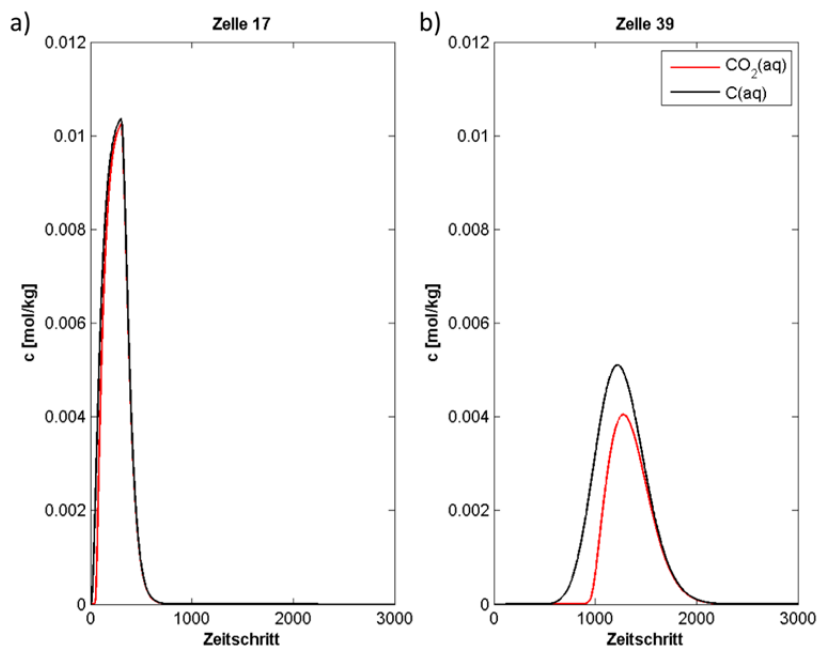 a)
Zelle 17
0.012
0.01
0.008
0.006
0.004
0.002
0
c [mol/kg]
0
1000
2000
3000
Zeitschritt
b)
Zelle 39
CO₂(aq)
C(aq)
0.012
0.01
0.008
0.006
0.004
0.002
0
c [mol/kg]
0
1000
2000
3000
Zeitschritt